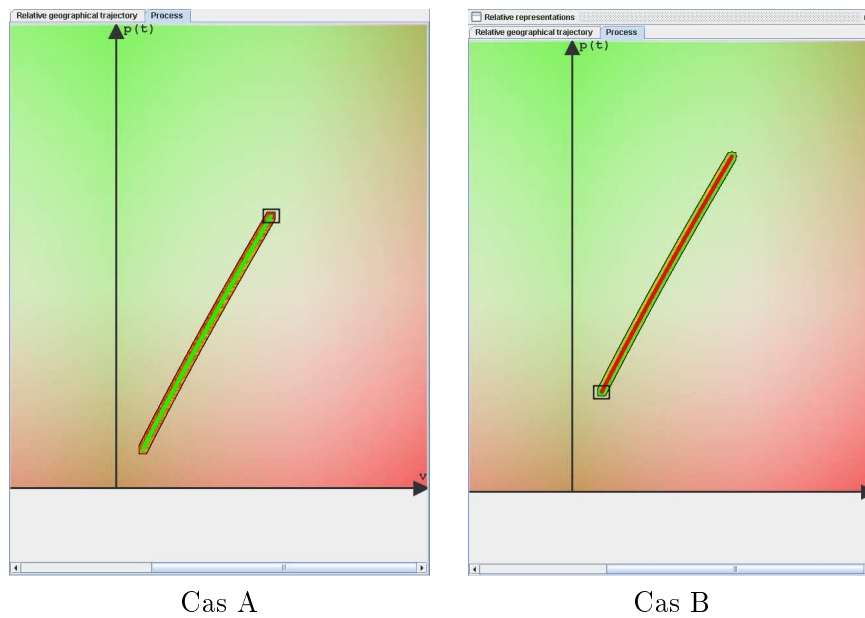 Relative geographical trajectory Process
p(t)
v
Relative representations
Relative geographical trajectory Process
p(t)
Cas A
Cas B